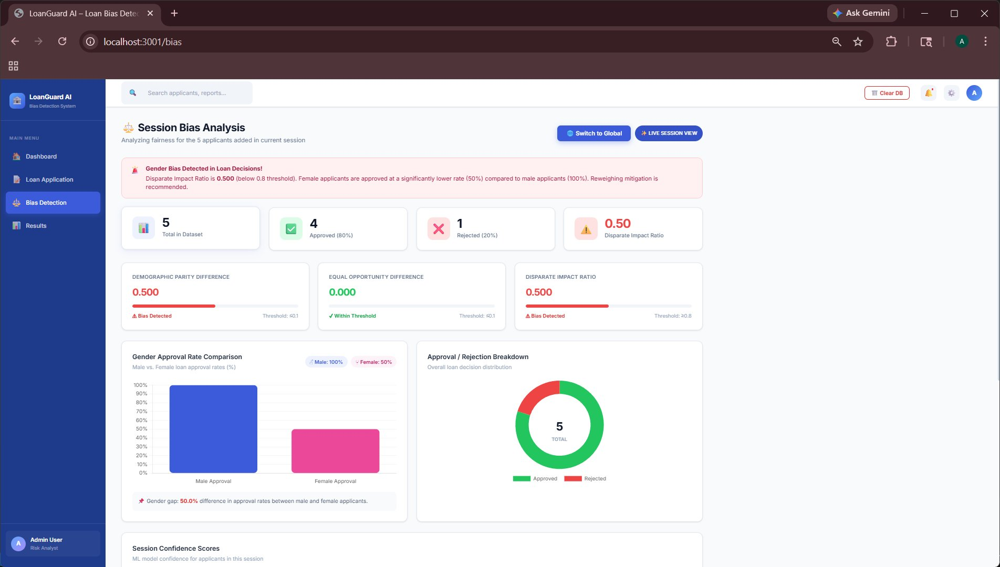 LoanGuard AI – Loan Bias Detec
Ask Gemini
localhost:3001/bias
A
LoanGuard AI
Bias Detection System
Search applicants, reports...
Clear DB
A
MAIN MENU
Dashboard
Loan Application
Bias Detection
Results
Admin User
Risk Analyst
A
Session Bias Analysis
Analyzing fairness for the 5 applicants added in current session
Switch to Global
LIVE SESSION VIEW
Gender Bias Detected in Loan Decisions!
Disparate Impact Ratio is 0.500 (below 0.8 threshold). Female applicants are approved at a significantly lower rate (50%) compared to male applicants (100%). Reweighing mitigation is
recommended.
5
Total in Dataset
4
Approved (80%)
1
Rejected (20%)
0.50
Disparate Impact Ratio
DEMOGRAPHIC PARITY DIFFERENCE
0.500
Bias Detected
Threshold: ≤0.1
EQUAL OPPORTUNITY DIFFERENCE
0.000
✓ Within Threshold
Threshold: ≤0.1
DISPARATE IMPACT RATIO
0.500
Bias Detected
Threshold: ≥0.8
Gender Approval Rate Comparison
Male vs. Female loan approval rates (%)
Male: 100%
Female: 50%
100%
90%
80%
70%
60%
50%
40%
30%
20%
10%
0%
Male Approval
Female Approval
Gender gap: 50.0% difference in approval rates between male and female applicants.
Approval / Rejection Breakdown
Overall loan decision distribution
5
TOTAL
Approved
Rejected
Session Confidence Scores
ML model confidence for applicants in this session